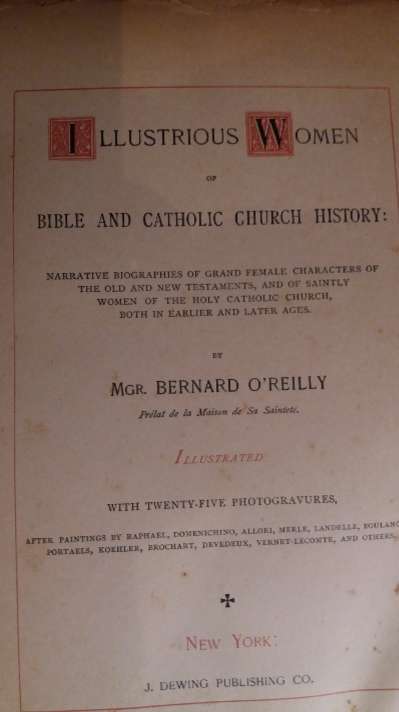 ILLUSTRIOUS WOMEN
OF
BIBLE AND CATHOLIC CHURCH HISTORY:
NARRATIVE BIOGRAPHIES OF GRAND FEMALE CHARACTERS OF
THE OLD AND NEW TESTAMENTS, AND OF SAINTLY
WOMEN OF THE HOLY CATHOLIC CHURCH,
BOTH IN EARLIER AND LATER AGES.
BY
MGR. BERNARD O'REILLY
Prélat de la Maison de Sa Sainteté.
ILLUSTRATED
WITH TWENTY-FIVE PHOTOGRAVURES,
AFTER PAINTINGS BY RAPHAEL, DOMENICHINO, ALLORI, MERLE, LANDELLE,
PORTAELS, KOEHLER, BROCHART, DEVEDEUX, VERNET-LECOMTE, AND OTHERS.
NEW YORK:
J. DEWING PUBLISHING CO.